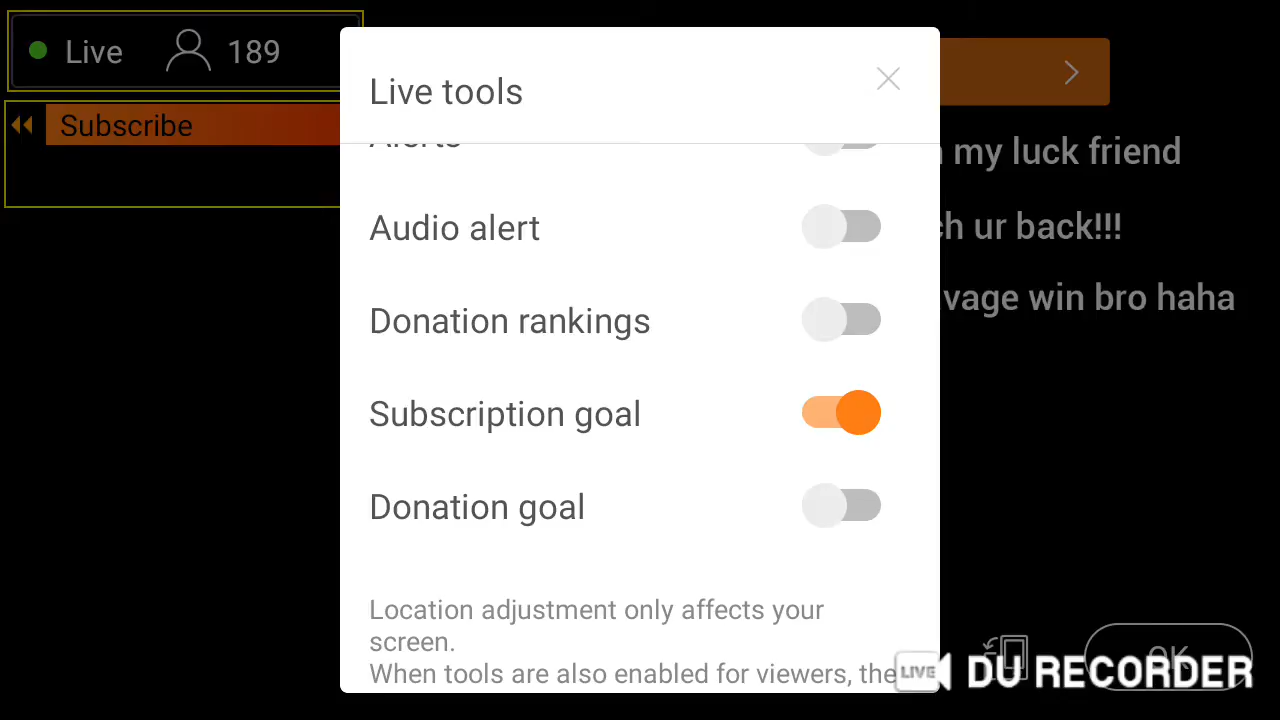 Live 189
Subscribe
Live tools
Alerts
Audio alert
Donation rankings
Subscription goal
Donation goal
Location adjustment only affects your
screen.
When tools are also enabled for viewers, the
my luck friend
ur back!!!
win bro haha
OK
LIVE DU RECORDER